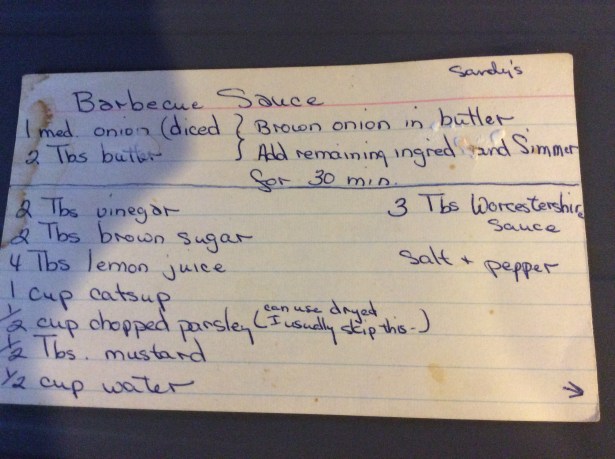 Sandy's
Barbecue Sauce
1 med. onion (diced } Brown onion in butter
2 Tbs butter } Add remaining ingred. and Simmer
for 30 min.
2 Tbs vinegar
3 Tbs Worcestershire
Sauce
2 Tbs brown sugar
4 Tbs lemon juice
Salt + pepper
1 cup catsup
1/2 cup chopped parsley (can use dryed
I usually skip this-)
1/2 Tbs. mustard
1/2 cup water
→